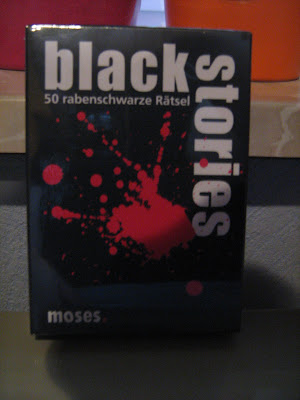 black
stories
50 rabenschwarze Rätsel
moses.